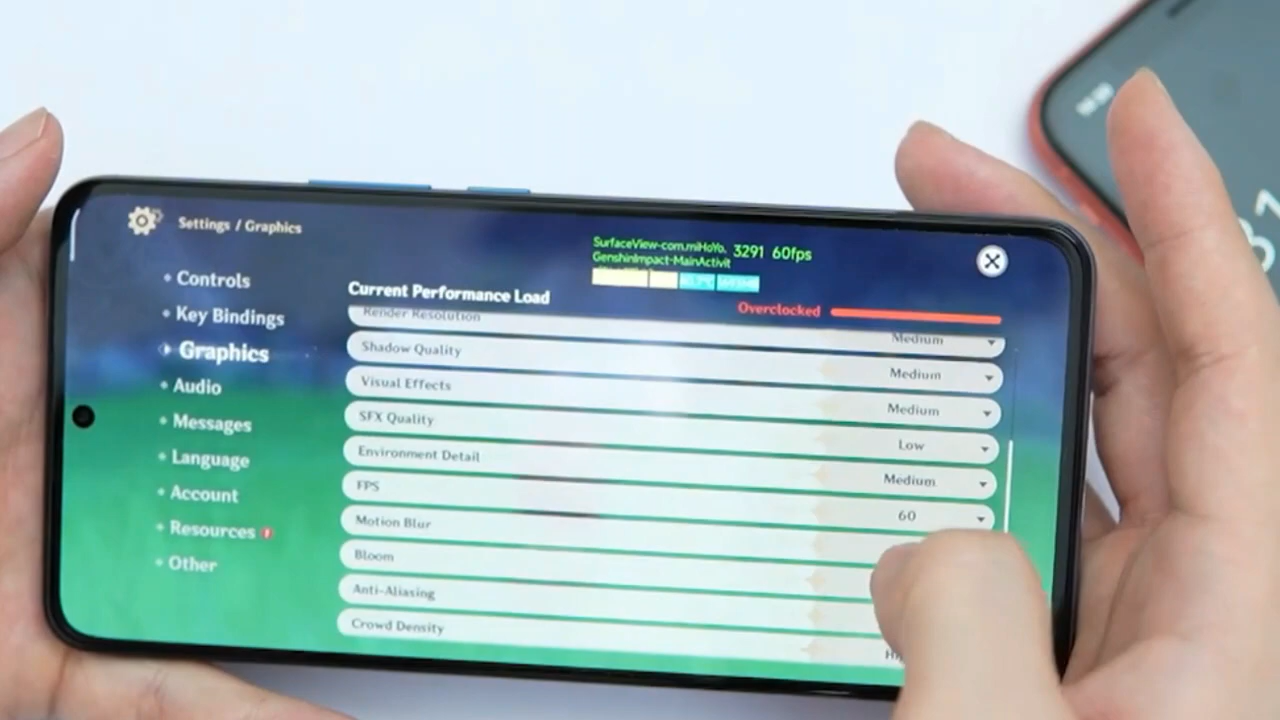 Settings / Graphics
SurfaceView-com.miHoYo.
GenshinImpact-MainActivit
3291 60fps
Controls
Key Bindings
Graphics
Audio
Messages
Language
Account
Resources
Other
Current Performance Load
Overclocked
Render Resolution Medium
Shadow Quality Medium
Visual Effects Medium
SFX Quality Low
Environment Detail Medium
FPS 60
Motion Blur
Bloom
Anti-Aliasing
Crowd Density